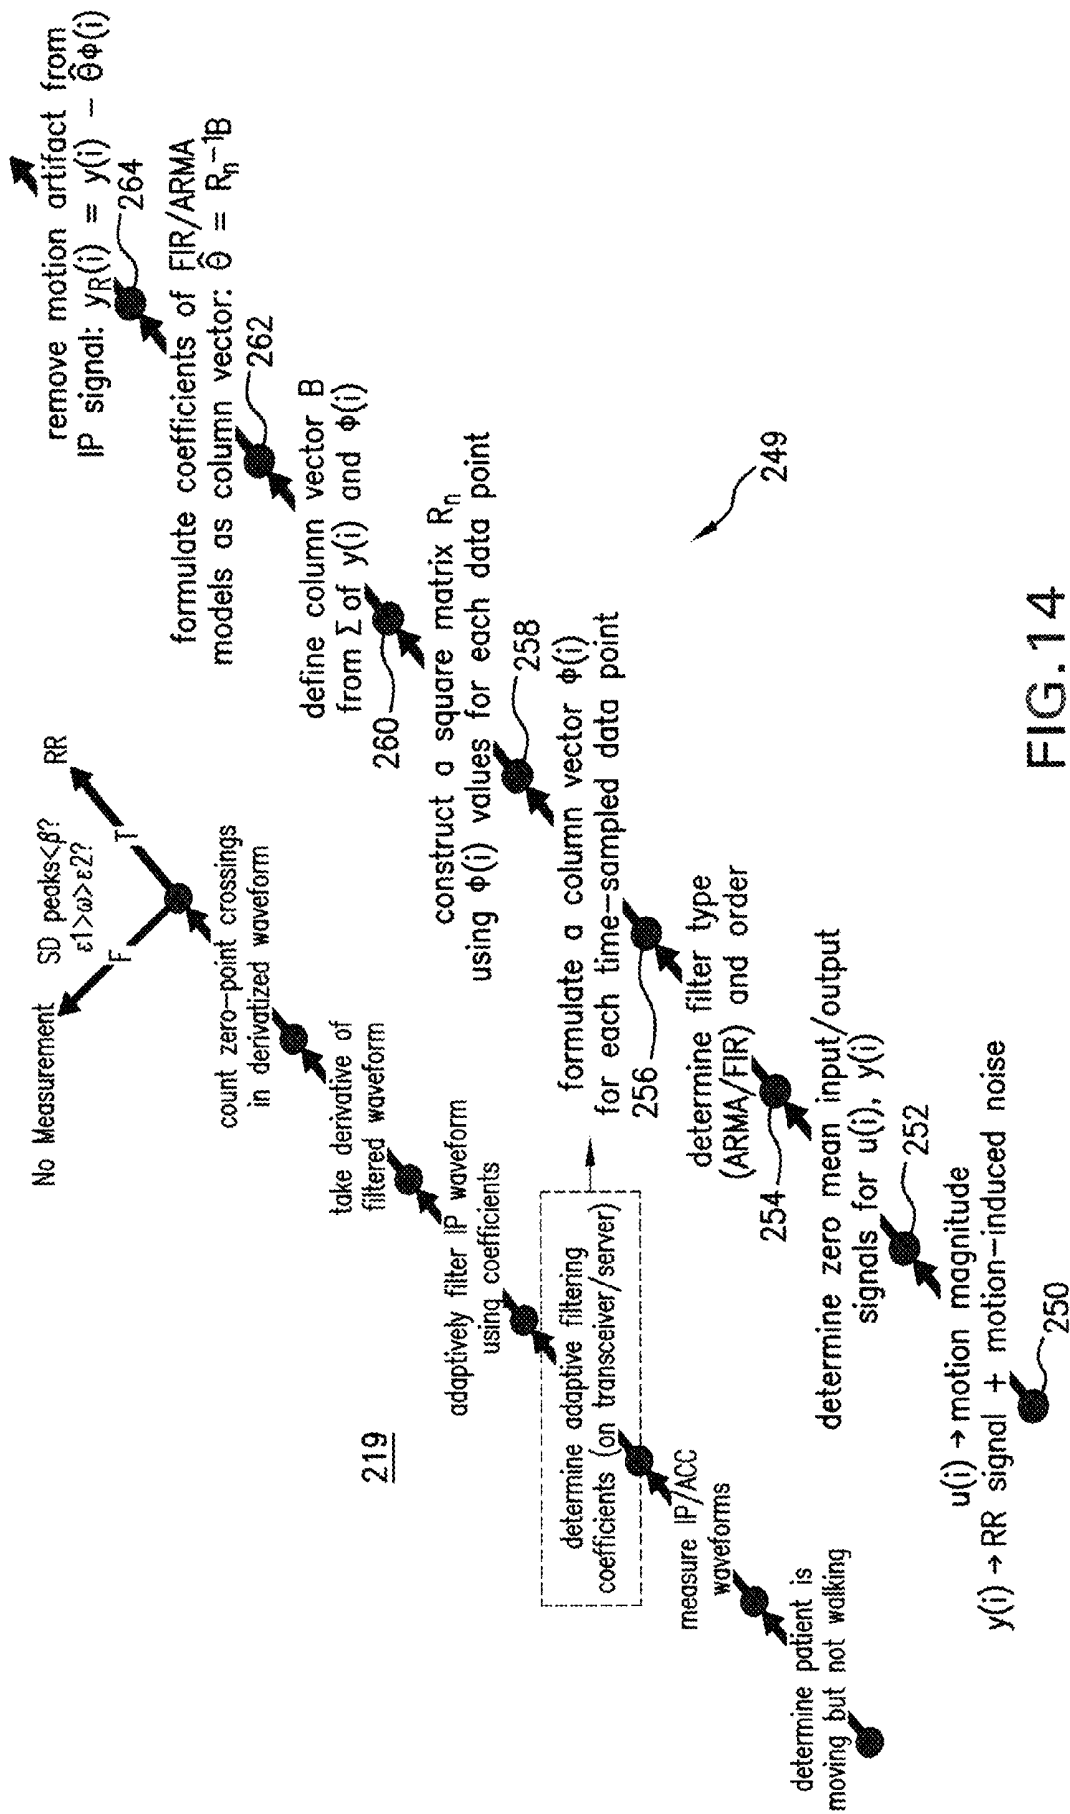 219
determine patient is
moving but not walking
measure IP/ACC
waveforms
determine adaptive filtering
coefficients (on transceiver/server)
adaptively filter IP waveform
using coefficients
take derivative of
filtered waveform
count zero-point crossings
in derivatized waveform
No Measurement
SD peaks<β?
ε1>ω>ε2?
F
T
RR
u(i) → motion magnitude
y(i) → RR signal + motion-induced noise
250
determine zero mean input/output
signals for u(i), y(i)
252
determine filter type
(ARMA/FIR) and order
254
formulate a column vector ϕ(i)
for each time-sampled data point
256
construct a square matrix Rn
using ϕ(i) values for each data point
258
define column vector B
from Σ of y(i) and ϕ(i)
260
formulate coefficients of FIR/ARMA
models as column vector: Θ̂ = Rn-1B
262
remove motion artifact from
IP signal: yR(i) = y(i) - Θ̂ϕ(i)
264
249
FIG.14